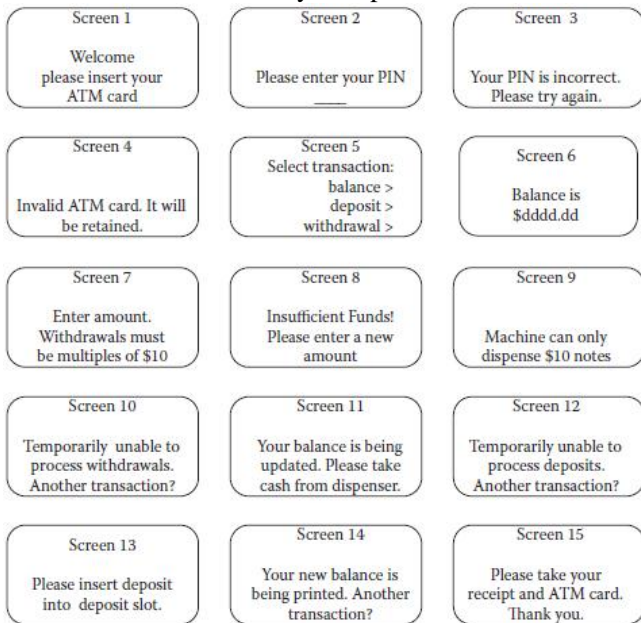 Screen 1
Welcome
please insert your
ATM card
Screen 2
Please enter your PIN
____
Screen 3
Your PIN is incorrect.
Please try again.
Screen 4
Invalid ATM card. It will
be retained.
Screen 5
Select transaction:
balance >
deposit >
withdrawal >
Screen 6
Balance is
$dddd.dd
Screen 7
Enter amount.
Withdrawals must
be multiples of $10
Screen 8
Insufficient Funds!
Please enter a new
amount
Screen 9
Machine can only
dispense $10 notes
Screen 10
Temporarily unable to
process withdrawals.
Another transaction?
Screen 11
Your balance is being
updated. Please take
cash from dispenser.
Screen 12
Temporarily unable to
process deposits.
Another transaction?
Screen 13
Please insert deposit
into deposit slot.
Screen 14
Your new balance is
being printed. Another
transaction?
Screen 15
Please take your
receipt and ATM card.
Thank you.